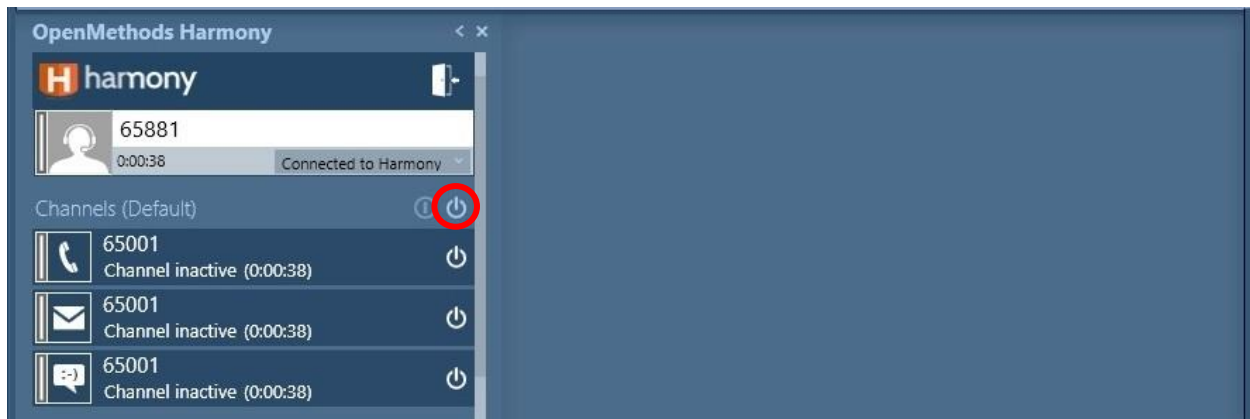 OpenMethods Harmony
harmony
65881
0:00:38 Connected to Harmony
Channels (Default)
65001
Channel inactive (0:00:38)
65001
Channel inactive (0:00:38)
:-)
65001
Channel inactive (0:00:38)